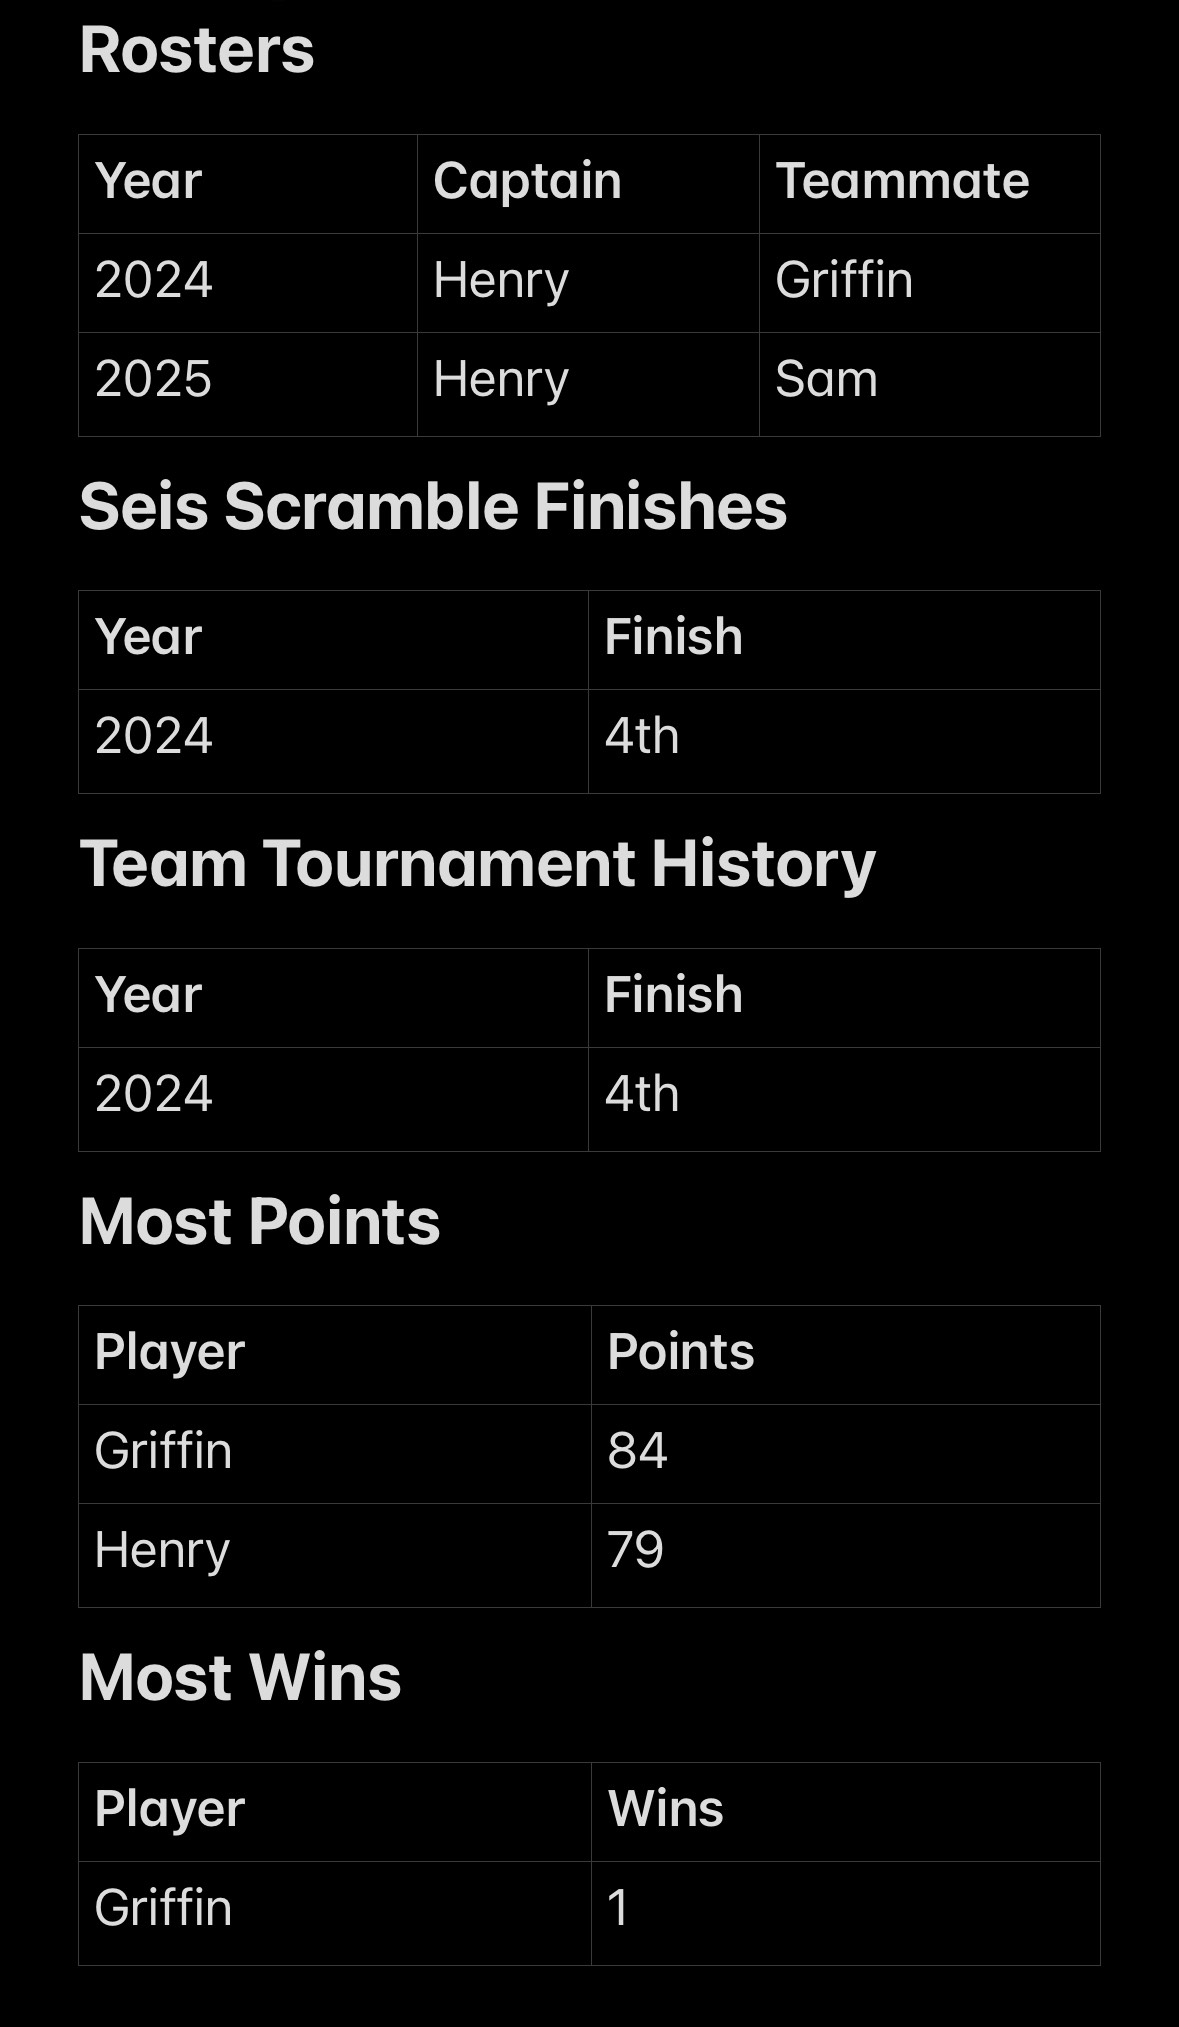 Rosters
Year Captain Teammate
2024 Henry Griffin
2025 Henry Sam
Seis Scramble Finishes
Year Finish
2024 4th
Team Tournament History
Year Finish
2024 4th
Most Points
Player Points
Griffin 84
Henry 79
Most Wins
Player Wins
Griffin 1